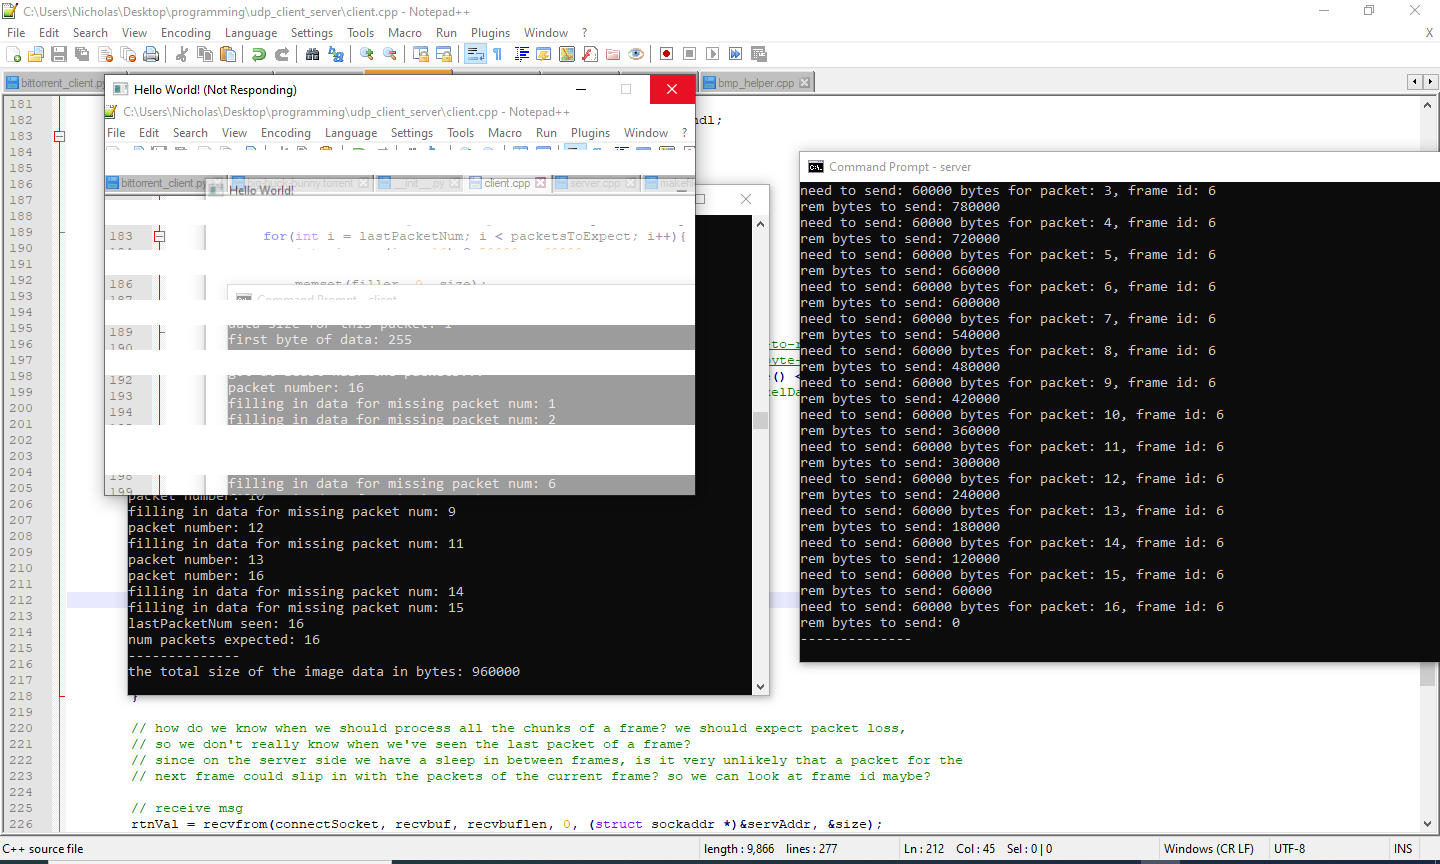 C:\Users\Nicholas\Desktop\programming\udp_client_server\client.cpp - Notepad++
File Edit Search View Encoding Language Settings Tools Macro Run Plugins Window ? X
bittorrent_client.py bmp_helper.cpp
Hello World! (Not Responding)
C:\Users\Nicholas\Desktop\programming\udp_client_server\client.cpp - Notepad++
File Edit Search View Encoding Language Settings Tools Macro Run Plugins Window ?
bittorrent_client.py bunny.torrent __init__.py client.cpp server.cpp
Hello World!
183 for(int i = lastPacketNum; i < packetsToExpect; i++){
186 memset(filler, 0, size);
Command Prompt - client
189 data size for this packet: 1
first byte of data: 255
192 packet number: 16
193 filling in data for missing packet num: 1
194 filling in data for missing packet num: 2
198 filling in data for missing packet num: 6
199
packet number: 10
filling in data for missing packet num: 9
packet number: 12
filling in data for missing packet num: 11
packet number: 13
packet number: 16
filling in data for missing packet num: 14
filling in data for missing packet num: 15
lastPacketNum seen: 16
num packets expected: 16
--------------
the total size of the image data in bytes: 960000
Command Prompt - server
need to send: 60000 bytes for packet: 3, frame id: 6
rem bytes to send: 780000
need to send: 60000 bytes for packet: 4, frame id: 6
rem bytes to send: 720000
need to send: 60000 bytes for packet: 5, frame id: 6
rem bytes to send: 660000
need to send: 60000 bytes for packet: 6, frame id: 6
rem bytes to send: 600000
need to send: 60000 bytes for packet: 7, frame id: 6
rem bytes to send: 540000
need to send: 60000 bytes for packet: 8, frame id: 6
rem bytes to send: 480000
need to send: 60000 bytes for packet: 9, frame id: 6
rem bytes to send: 420000
need to send: 60000 bytes for packet: 10, frame id: 6
rem bytes to send: 360000
need to send: 60000 bytes for packet: 11, frame id: 6
rem bytes to send: 300000
need to send: 60000 bytes for packet: 12, frame id: 6
rem bytes to send: 240000
need to send: 60000 bytes for packet: 13, frame id: 6
rem bytes to send: 180000
need to send: 60000 bytes for packet: 14, frame id: 6
rem bytes to send: 120000
need to send: 60000 bytes for packet: 15, frame id: 6
rem bytes to send: 60000
need to send: 60000 bytes for packet: 16, frame id: 6
rem bytes to send: 0
--------------
181
182 ndl;
183
184
185
186
187
188
189
190
191
192
193
194
195
196
197
198 () <
199
200
201
202
203
204
205
206
207
208
209
210
211
212
213
214
215
216
217
218 }
219
220 // how do we know when we should process all the chunks of a frame? we should expect packet loss,
221 // so we don't really know when we've seen the last packet of a frame?
222 // since on the server side we have a sleep in between frames, is it very unlikely that a packet for the
223 // next frame could slip in with the packets of the current frame? so we can look at frame id maybe?
224
225 // receive msg
226 rtnVal = recvfrom(connectSocket, recvbuf, recvbuflen, 0, (struct sockaddr *)&servAddr, &size);
C++ source file length : 9,866 lines : 277 Ln : 212 Col : 45 Sel : 0 | 0 Windows (CR LF) UTF-8 INS